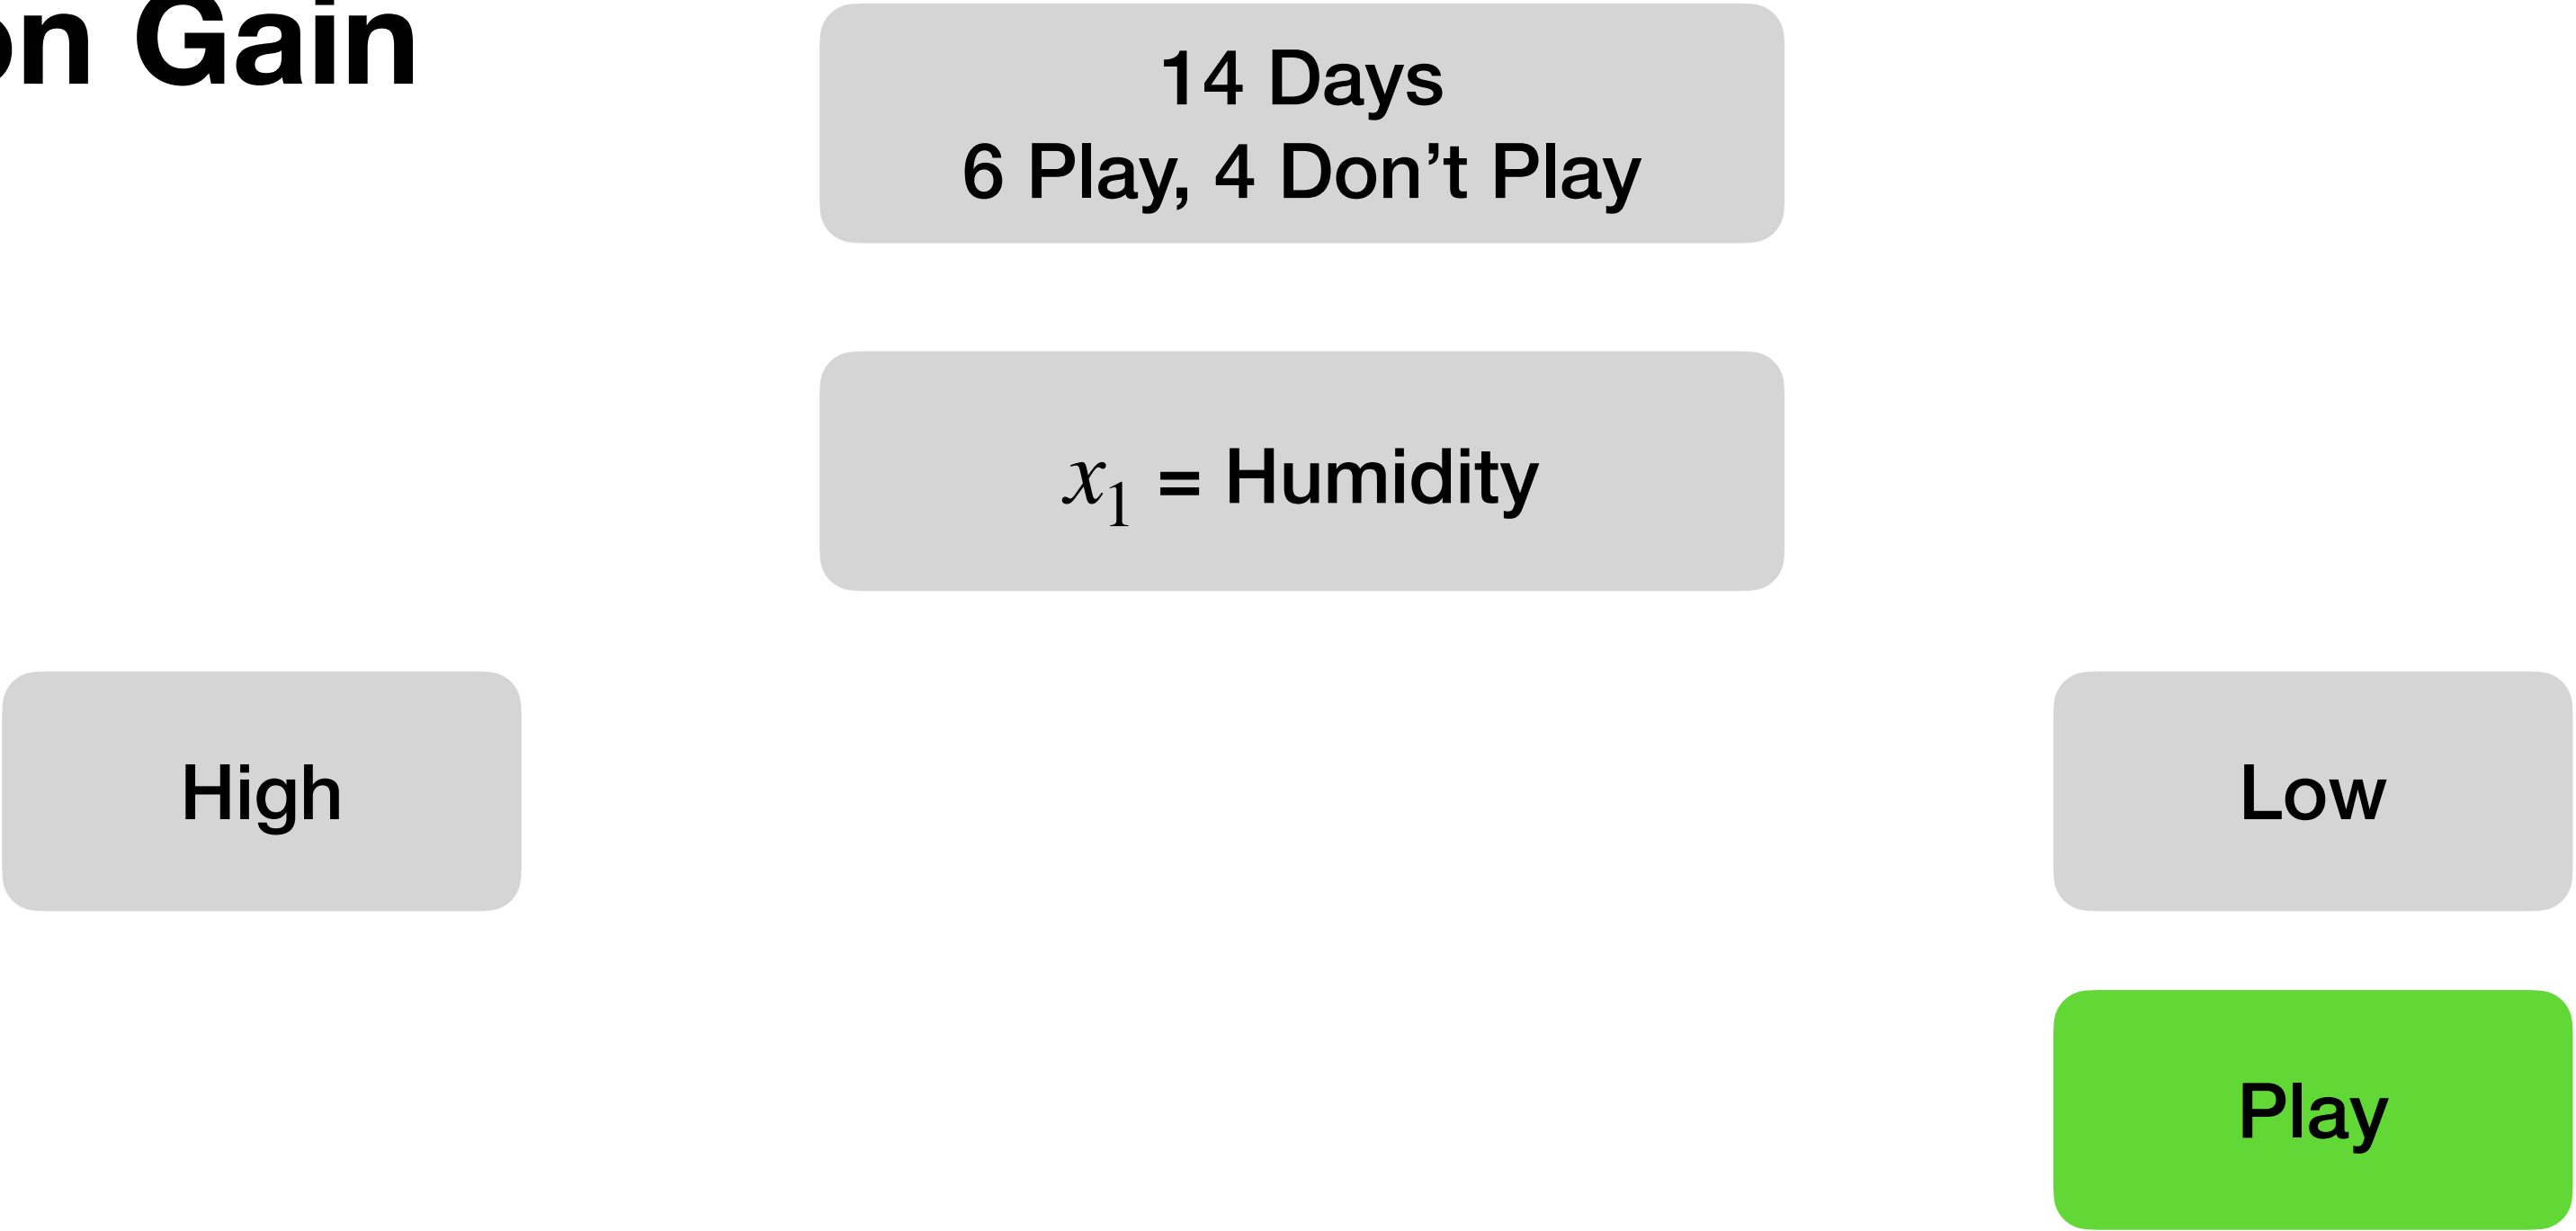 on Gain
14 Days
6 Play, 4 Don’t Play
x₁ = Humidity
High
Low
Play